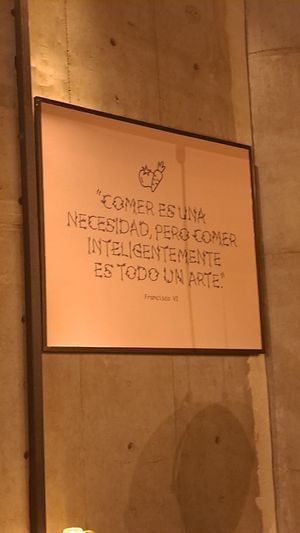 "COMER ES UNA
NECESIDAD, PERO COMER
INTELIGENTEMENTE
ES TODO UN ARTE."
Francisco VI